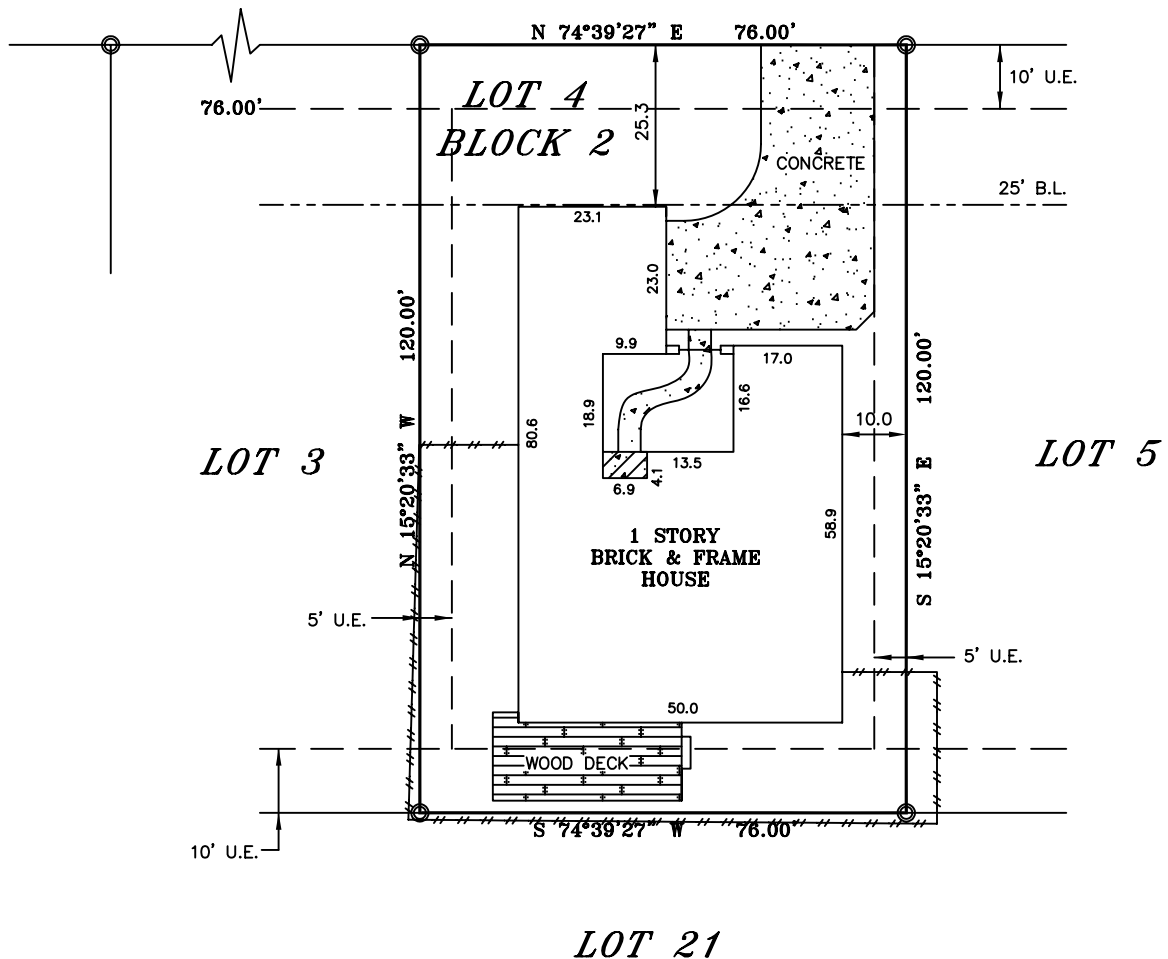 N 74°39'27" E 76.00'
10' U.E.
LOT 4
76.00'
BLOCK 2
25.3
CONCRETE
25' B.L.
23.1
23.0
N 15°20'33" W 120.00'
S 15°20'33" E 120.00'
9.9
17.0
18.9
16.6
10.0
80.6
LOT 3
LOT 5
13.5
4.1
6.9
58.9
1 STORY
BRICK & FRAME
HOUSE
5' U.E.
5' U.E.
50.0
WOOD DECK
S 74°39'27" W 76.00'
10' U.E.
LOT 21